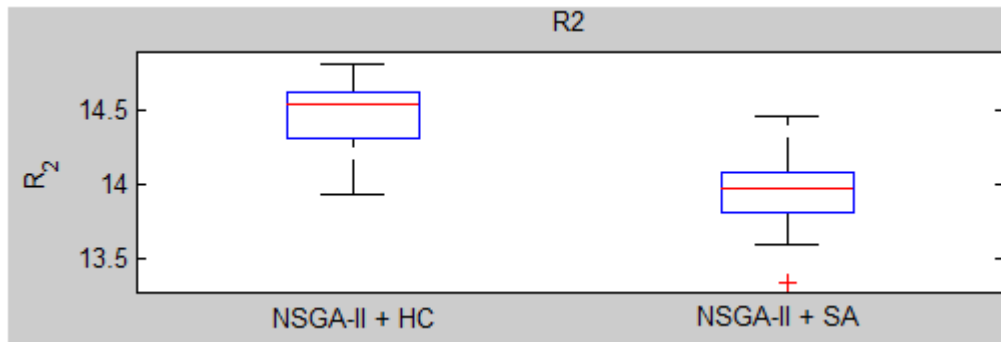 R2
14.5
14
13.5
R₂
NSGA-II + HC
NSGA-II + SA